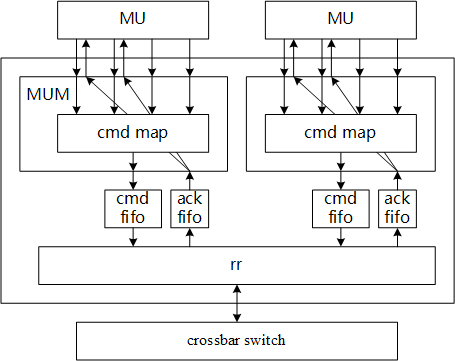 MU
MU
MUM
cmd map
cmd map
cmd
fifo
ack
fifo
cmd
fifo
ack
fifo
rr
crossbar switch